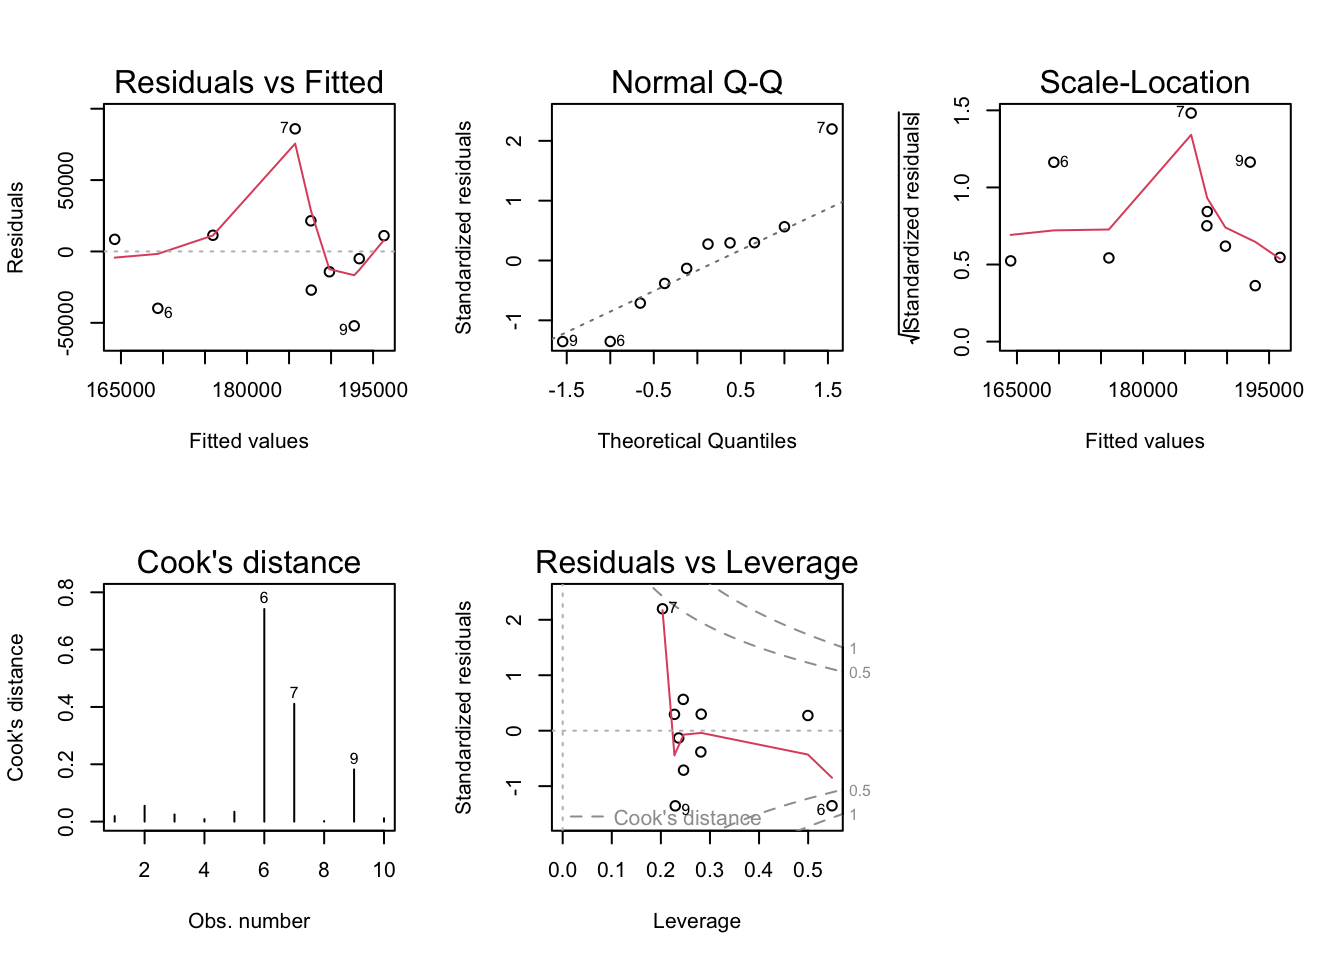 Residuals vs Fitted
Residuals
-50000 0 50000
7
6
9
165000 180000 195000
Fitted values
Normal Q-Q
Standardized residuals
-1 0 1 2
7
9
6
-1.5 -0.5 0.5 1.5
Theoretical Quantiles
Scale-Location
√|Standardized residuals|
0.0 0.5 1.0 1.5
7
6
9
165000 180000 195000
Fitted values
Cook's distance
Cook's distance
0.0 0.2 0.4 0.6 0.8
6
7
9
2 4 6 8 10
Obs. number
Residuals vs Leverage
Standardized residuals
-1 0 1 2
7
1
0.5
0.5
9
6
1
Cook's distance
0.0 0.1 0.2 0.3 0.4 0.5
Leverage